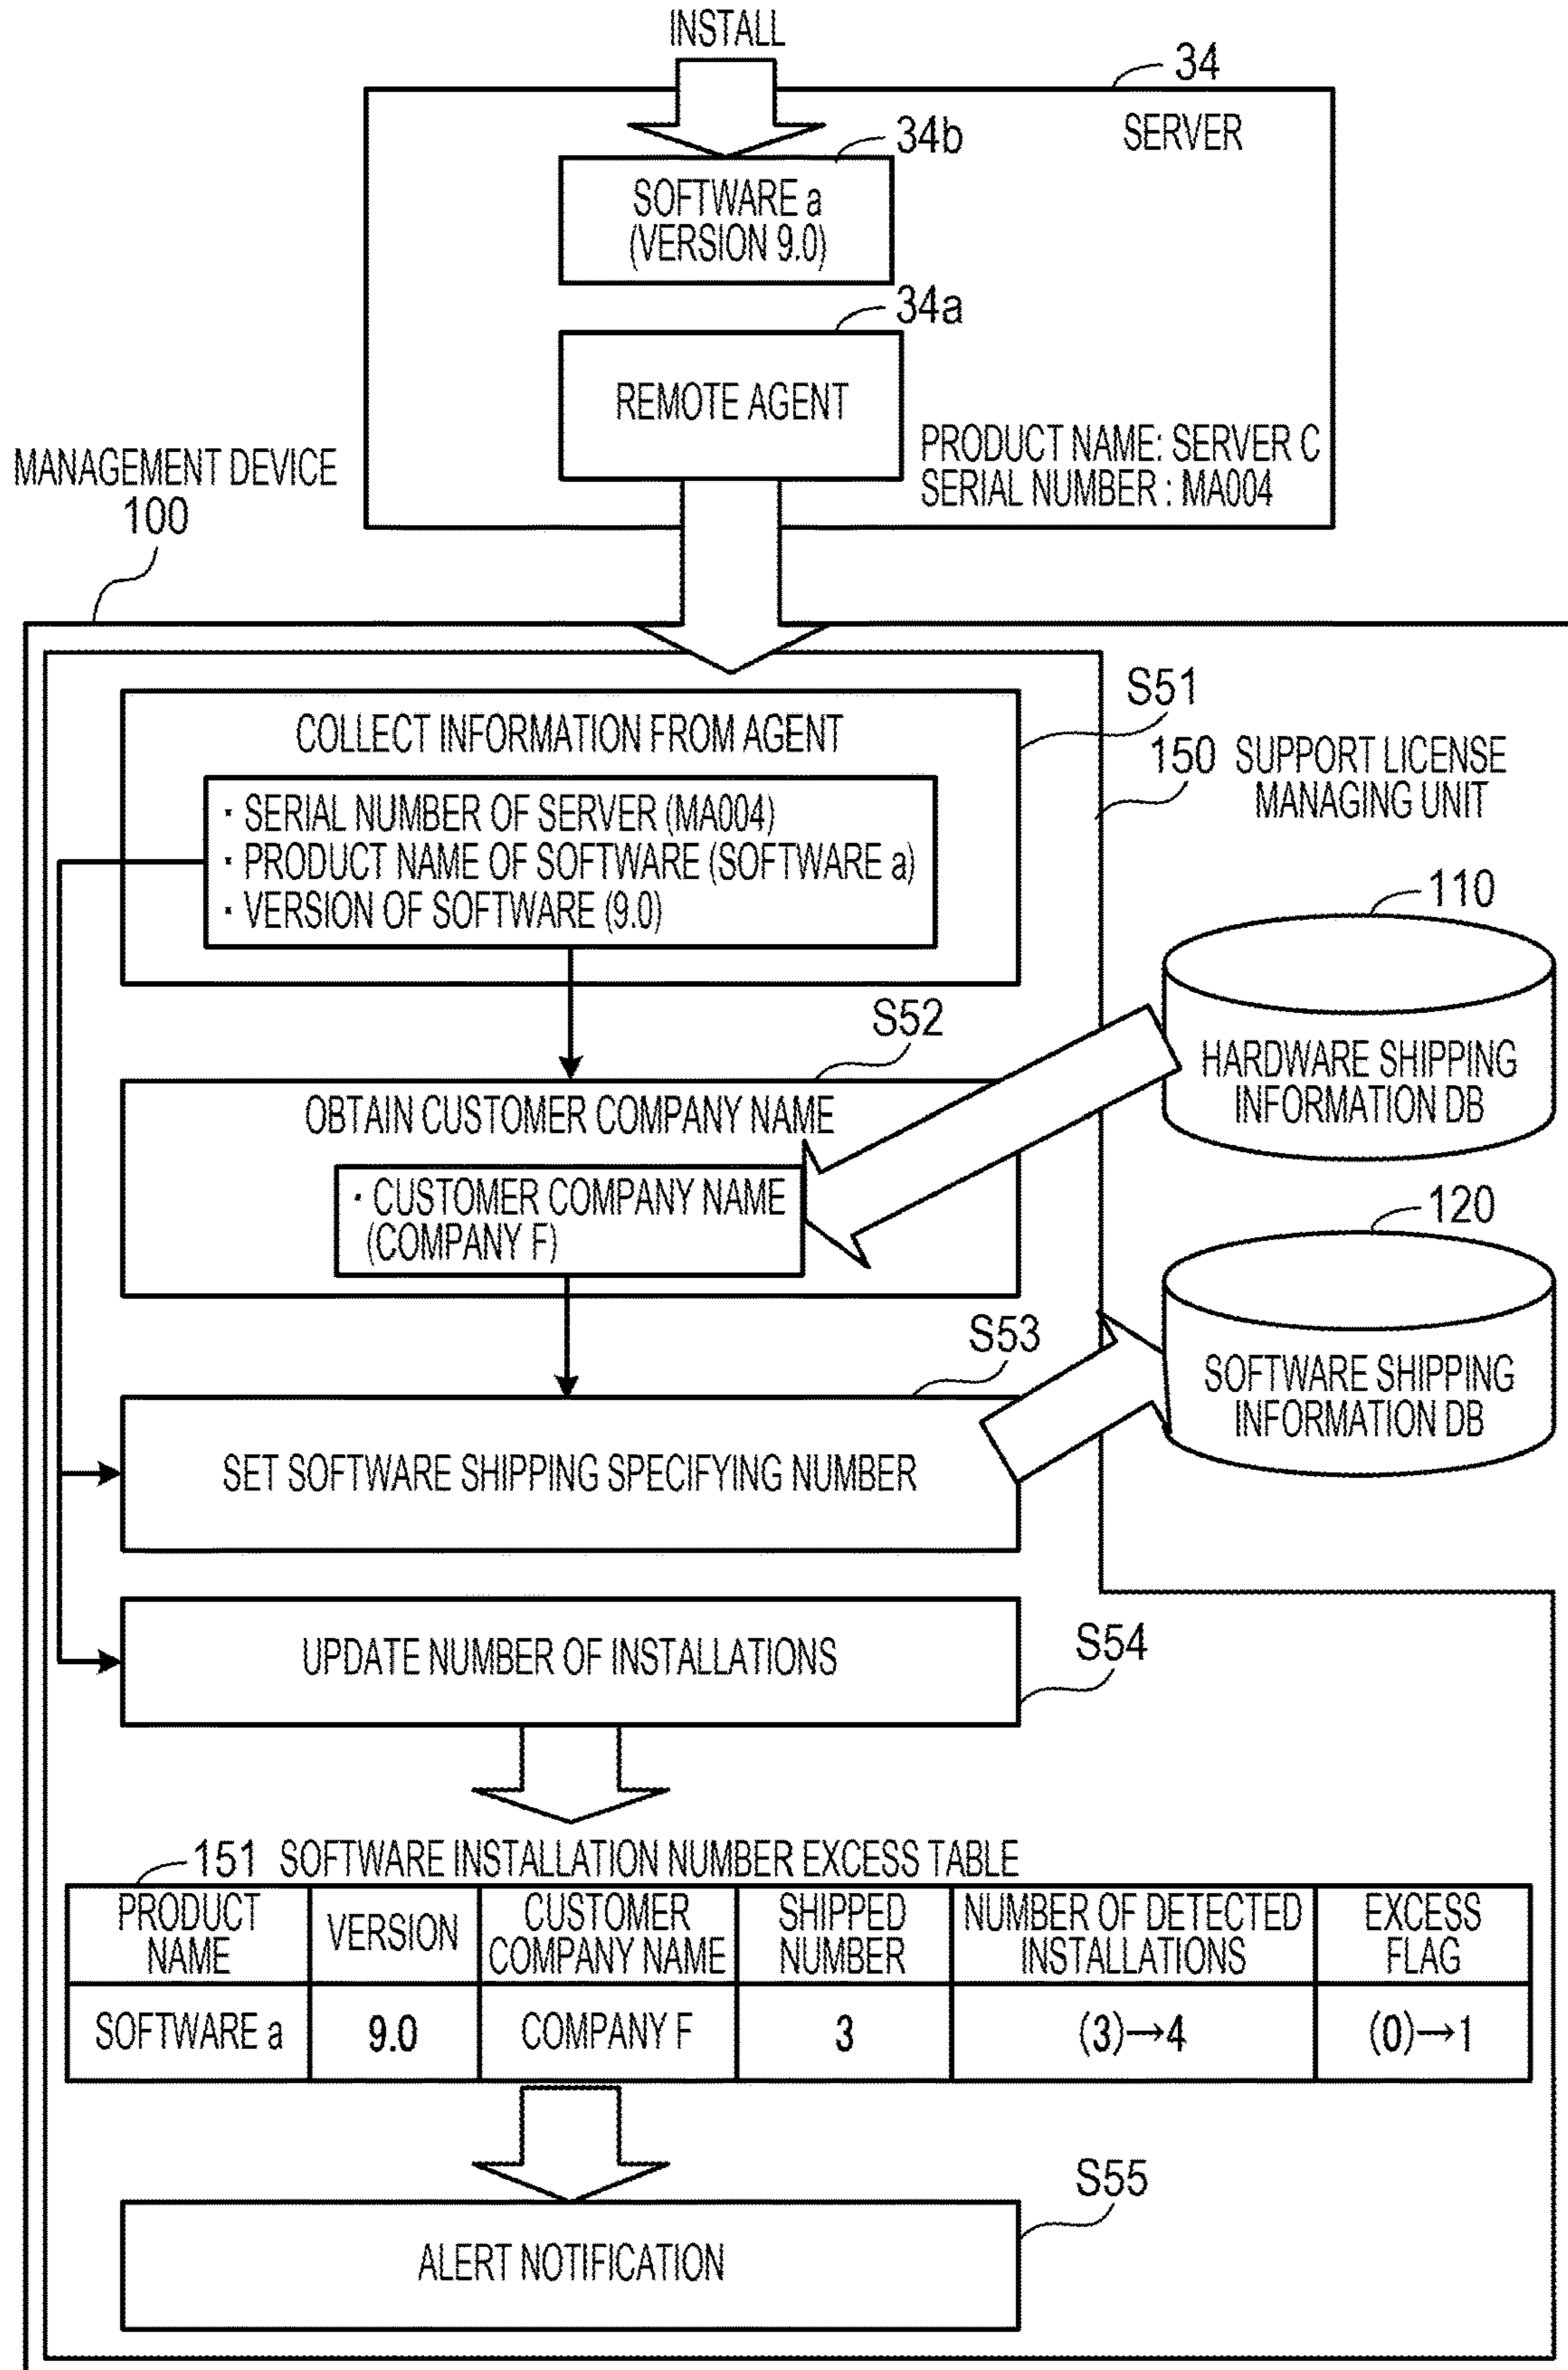 INSTALL
34
SERVER
34b
SOFTWARE a
(VERSION 9.0)
34a
REMOTE AGENT
PRODUCT NAME: SERVER C
SERIAL NUMBER : MA004
MANAGEMENT DEVICE
100
S51
COLLECT INFORMATION FROM AGENT
150 SUPPORT LICENSE
MANAGING UNIT
· SERIAL NUMBER OF SERVER (MA004)
· PRODUCT NAME OF SOFTWARE (SOFTWARE a)
· VERSION OF SOFTWARE (9.0)
110
HARDWARE SHIPPING
INFORMATION DB
S52
OBTAIN CUSTOMER COMPANY NAME
· CUSTOMER COMPANY NAME
(COMPANY F)
120
SOFTWARE SHIPPING
INFORMATION DB
S53
SET SOFTWARE SHIPPING SPECIFYING NUMBER
UPDATE NUMBER OF INSTALLATIONS
S54
151 SOFTWARE INSTALLATION NUMBER EXCESS TABLE
PRODUCT
NAME
VERSION
CUSTOMER
COMPANY NAME
SHIPPED
NUMBER
NUMBER OF DETECTED
INSTALLATIONS
EXCESS
FLAG
SOFTWARE a
9.0
COMPANY F
3
(3)→4
(0)→1
S55
ALERT NOTIFICATION